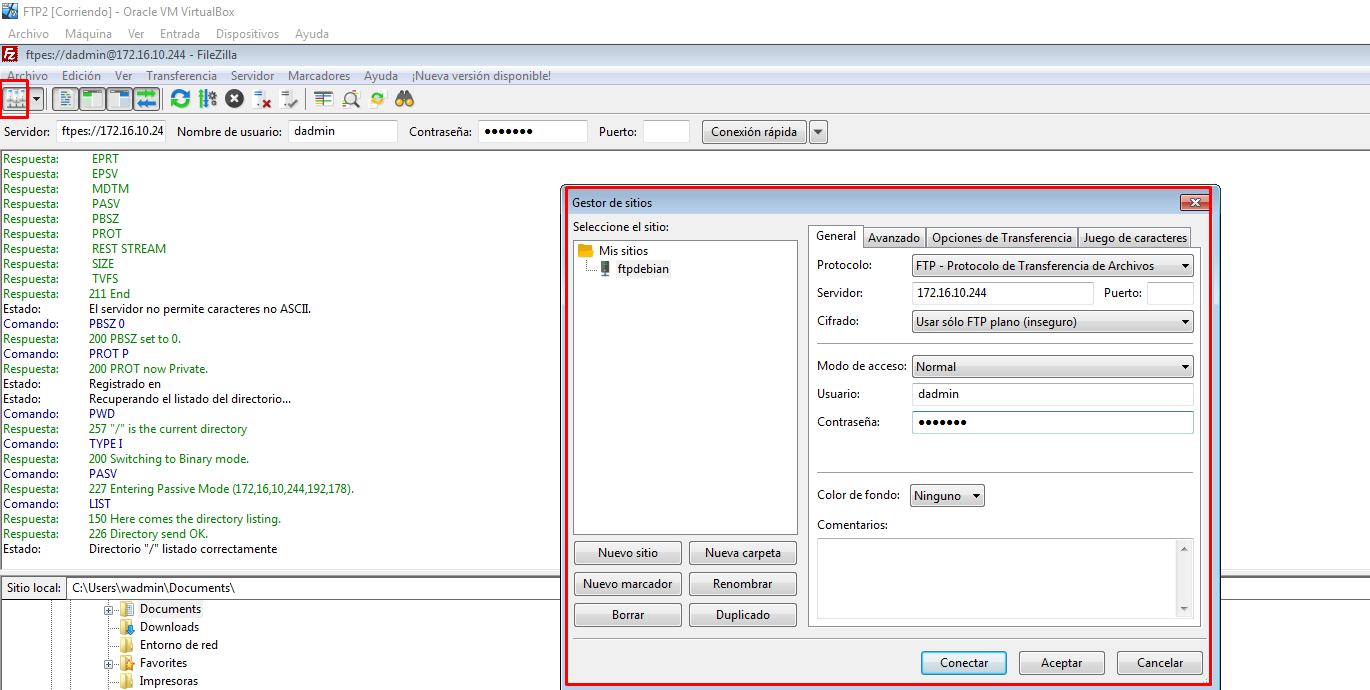 FTP2 [Corriendo] - Oracle VM VirtualBox
Archivo Máquina Ver Entrada Dispositivos Ayuda
ftpes://dadmin@172.16.10.244 - FileZilla
Archivo Edición Ver Transferencia Servidor Marcadores Ayuda ¡Nueva versión disponible!
Servidor: ftpes://172.16.10.24 Nombre de usuario: dadmin Contraseña: ●●●●●●● Puerto: Conexión rápida
Respuesta: EPRT
Respuesta: EPSV
Respuesta: MDTM
Respuesta: PASV
Respuesta: PBSZ
Respuesta: PROT
Respuesta: REST STREAM
Respuesta: SIZE
Respuesta: TVFS
Respuesta: 211 End
Estado: El servidor no permite caracteres no ASCII.
Comando: PBSZ 0
Respuesta: 200 PBSZ set to 0.
Comando: PROT P
Respuesta: 200 PROT now Private.
Estado: Registrado en
Estado: Recuperando el listado del directorio...
Comando: PWD
Respuesta: 257 "/" is the current directory
Comando: TYPE I
Respuesta: 200 Switching to Binary mode.
Comando: PASV
Respuesta: 227 Entering Passive Mode (172,16,10,244,192,178).
Comando: LIST
Respuesta: 150 Here comes the directory listing.
Respuesta: 226 Directory send OK.
Estado: Directorio "/" listado correctamente
Sitio local: C:\Users\wadmin\Documents\
Documents
Downloads
Entorno de red
Favorites
Impresoras
Gestor de sitios
Seleccione el sitio:
Mis sitios
ftpdebian
Nuevo sitio Nueva carpeta
Nuevo marcador Renombrar
Borrar Duplicado
General Avanzado Opciones de Transferencia Juego de caracteres
Protocolo: FTP - Protocolo de Transferencia de Archivos
Servidor: 172.16.10.244 Puerto:
Cifrado: Usar sólo FTP plano (inseguro)
Modo de acceso: Normal
Usuario: dadmin
Contraseña: ●●●●●●●
Color de fondo: Ninguno
Comentarios:
Conectar Aceptar Cancelar